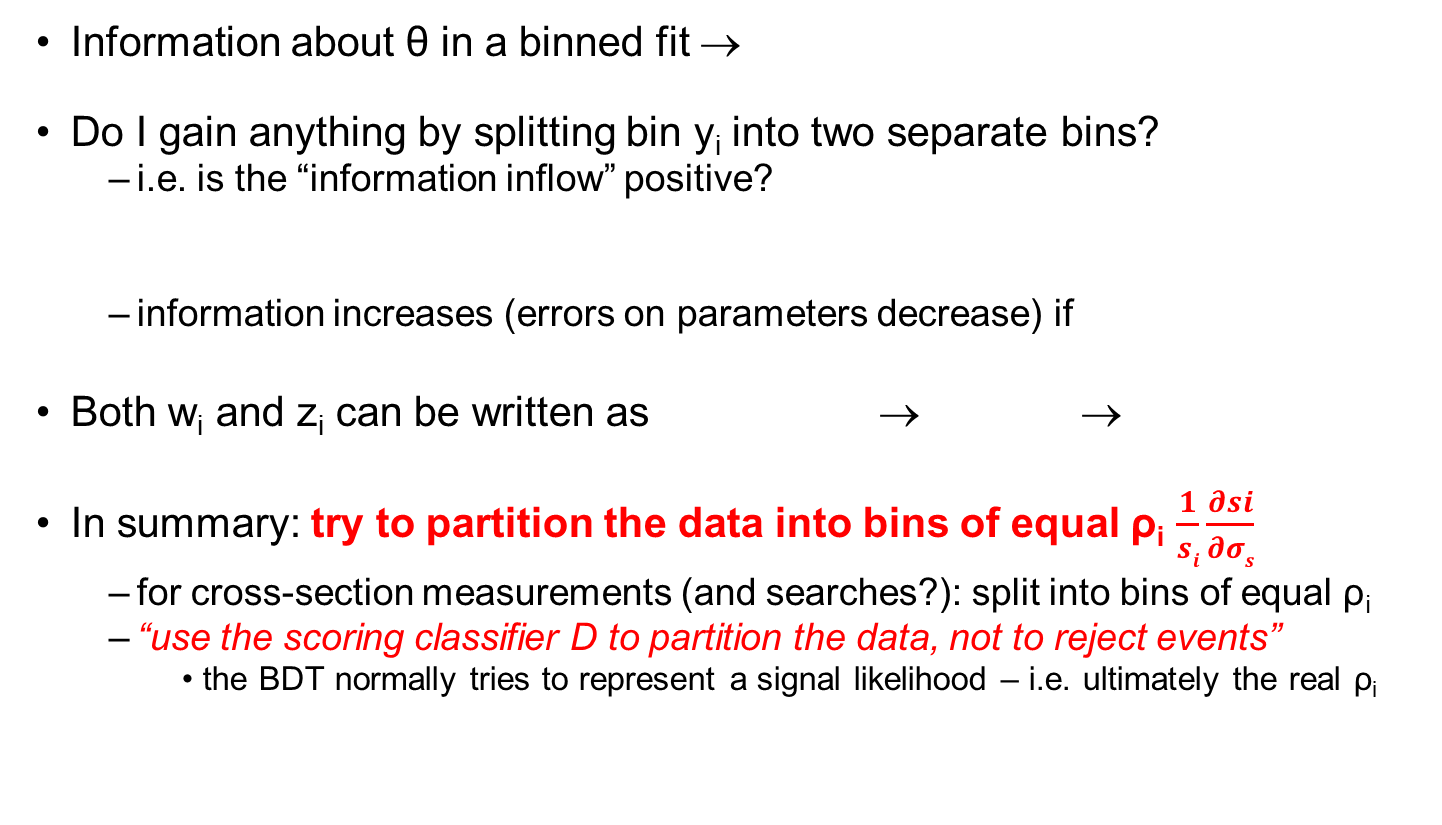 • Information about θ in a binned fit →
• Do I gain anything by splitting bin yᵢ into two separate bins?
– i.e. is the “information inflow” positive?
– information increases (errors on parameters decrease) if
• Both wᵢ and zᵢ can be written as → →
• In summary: try to partition the data into bins of equal ρᵢ 1/sᵢ ∂si/∂σₛ
– for cross-section measurements (and searches?): split into bins of equal ρᵢ
– “use the scoring classifier D to partition the data, not to reject events”
• the BDT normally tries to represent a signal likelihood – i.e. ultimately the real ρᵢ